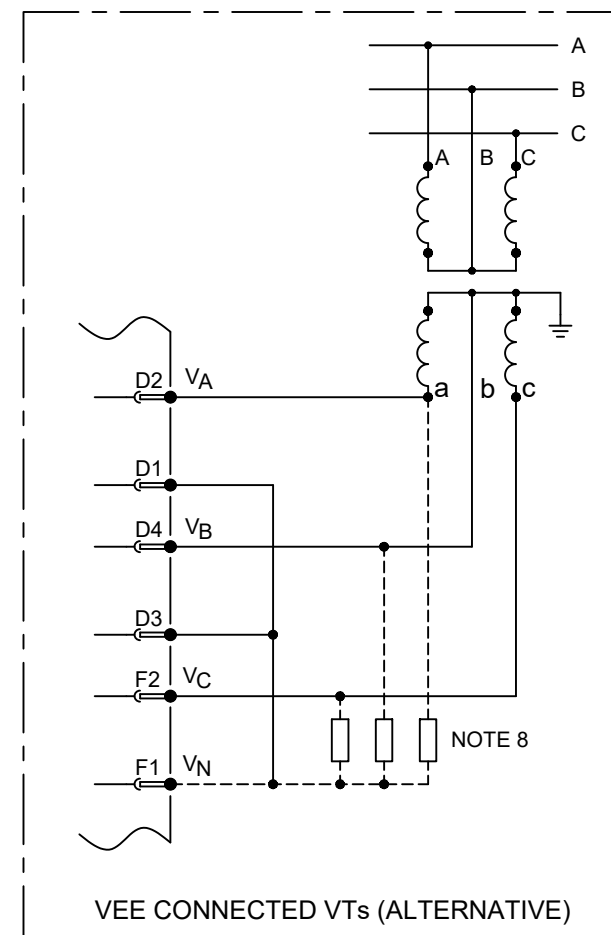 A
B
C
A B C
a b c
D2 VA
D1
D4 VB
D3
F2 VC
NOTE 8
F1 VN
VEE CONNECTED VTs (ALTERNATIVE)